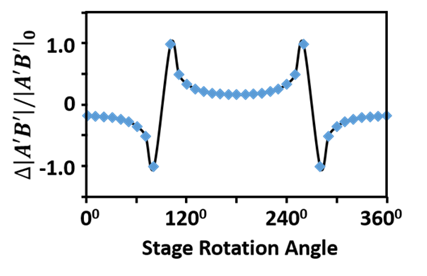 Δ|A′B′|/|A′B′|₀
1.0
0
-1.0
0⁰ 120⁰ 240⁰ 360⁰
Stage Rotation Angle